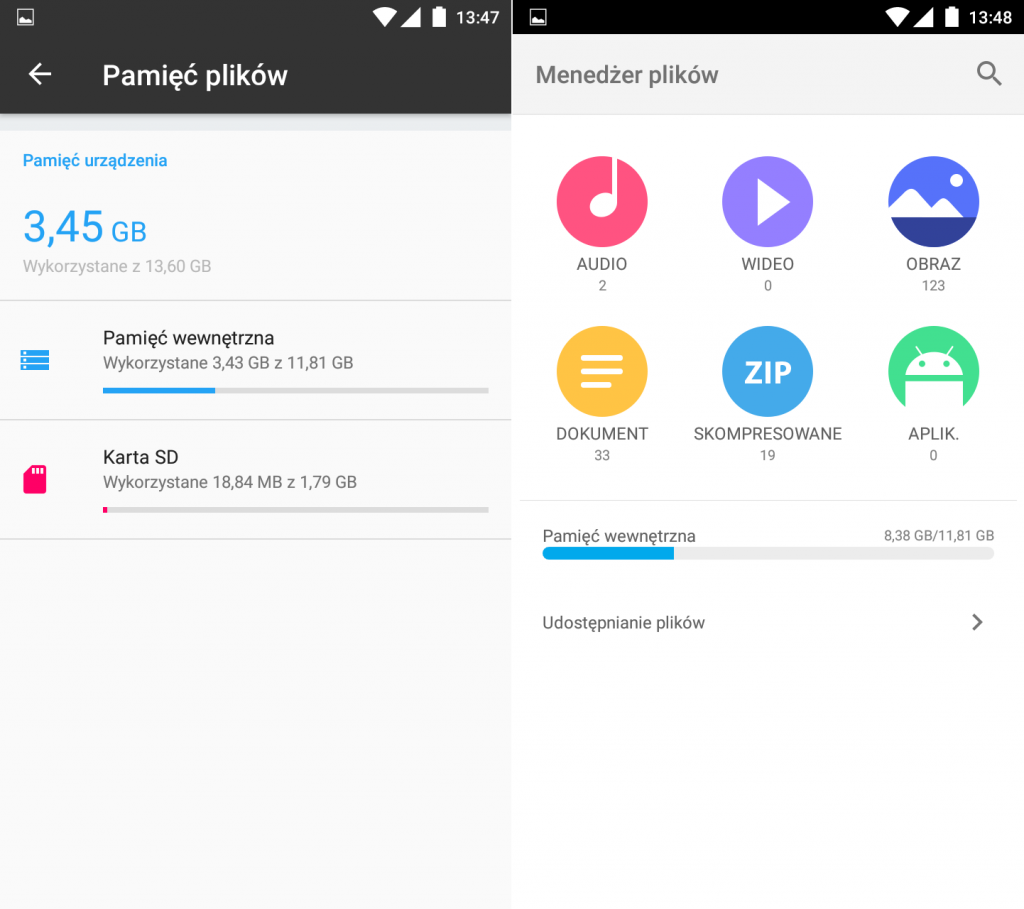 13:47
Pamięć plików
Pamięć urządzenia
3,45 GB
Wykorzystane z 13,60 GB
Pamięć wewnętrzna
Wykorzystane 3,43 GB z 11,81 GB
Karta SD
Wykorzystane 18,84 MB z 1,79 GB
13:48
Menedżer plików
AUDIO
2
WIDEO
0
OBRAZ
123
DOKUMENT
33
ZIP
SKOMPRESOWANE
19
APLIK.
0
Pamięć wewnętrzna 8,38 GB/11,81 GB
Udostępnianie plików